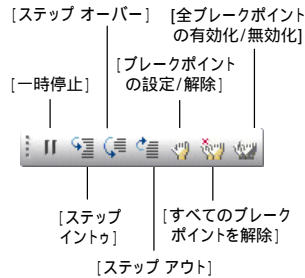 [ステップ オーバー]
[全ブレークポイント
の有効化/無効化]
[ブレークポイント
の設定/解除]
[一時停止]
[ステップ
イントゥ]
[すべてのブレーク
ポイントを解除]
[ステップ アウト]